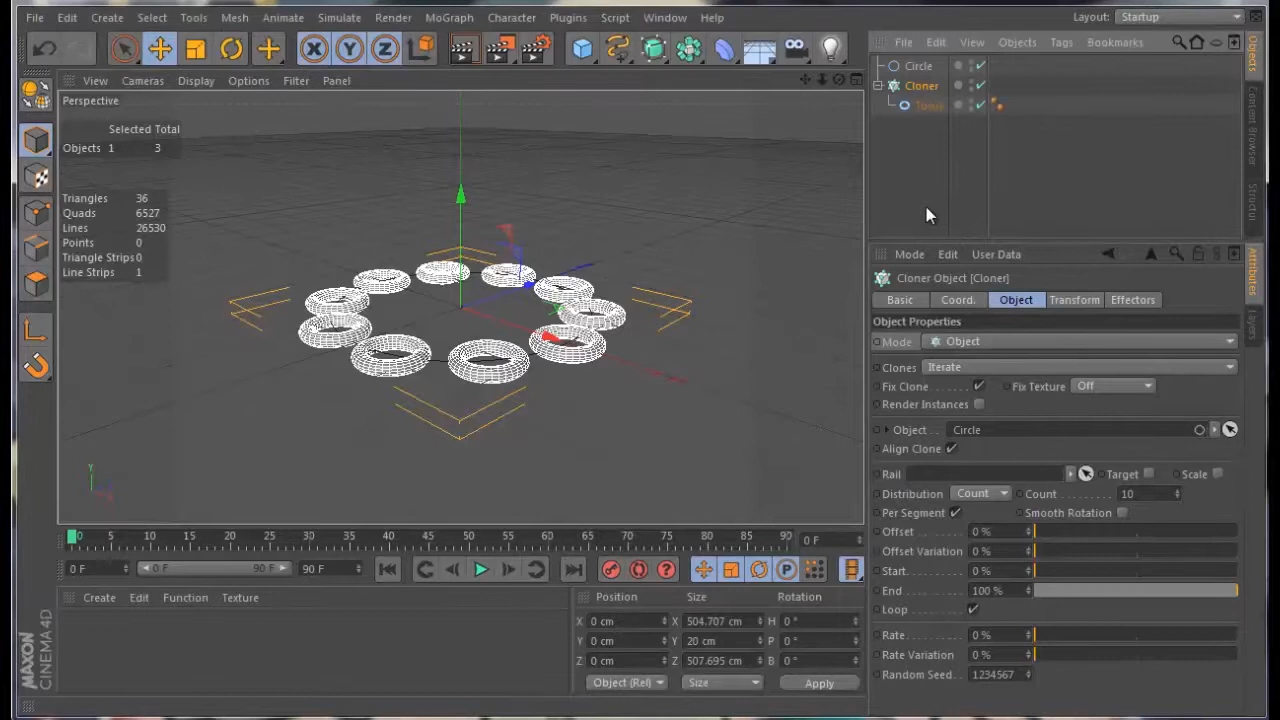 File Edit Create Select Tools Mesh Animate Simulate Render MoGraph Character Plugins Script Window Help
Layout: Startup
X Y Z
File Edit View Objects Tags Bookmarks
View Cameras Display Options Filter Panel
Perspective
Selected Total
Objects 1 3
Triangles 36
Quads 6527
Lines 26530
Points 0
Triangle Strips 0
Line Strips 1
Y
Circle
Cloner
Torus
Objects
Content Browser
Structu
Mode Edit User Data
Attributes
Layers
Cloner Object [Cloner]
Basic Coord. Object Transform Effectors
Object Properties
Mode Object
Clones Iterate
Fix Clone Fix Texture Off
Render Instances
Object Circle
Align Clone
Rail Target Scale
Distribution Count Count 10
Per Segment Smooth Rotation
Offset 0 %
Offset Variation 0 %
Start 0 %
End 100 %
Loop
Rate 0 %
Rate Variation 0 %
Random Seed 1234567
0 5 10 15 20 25 30 35 40 45 50 55 60 65 70 75 80 85 90 0 F
0 F 0 F 90 F 90 F
P
Create Edit Function Texture
Position Size Rotation
X 0 cm X 504.707 cm H 0 °
Y 0 cm Y 20 cm P 0 °
Z 0 cm Z 507.695 cm B 0 °
Object (Rel) Size Apply
MAXON CINEMA 4D